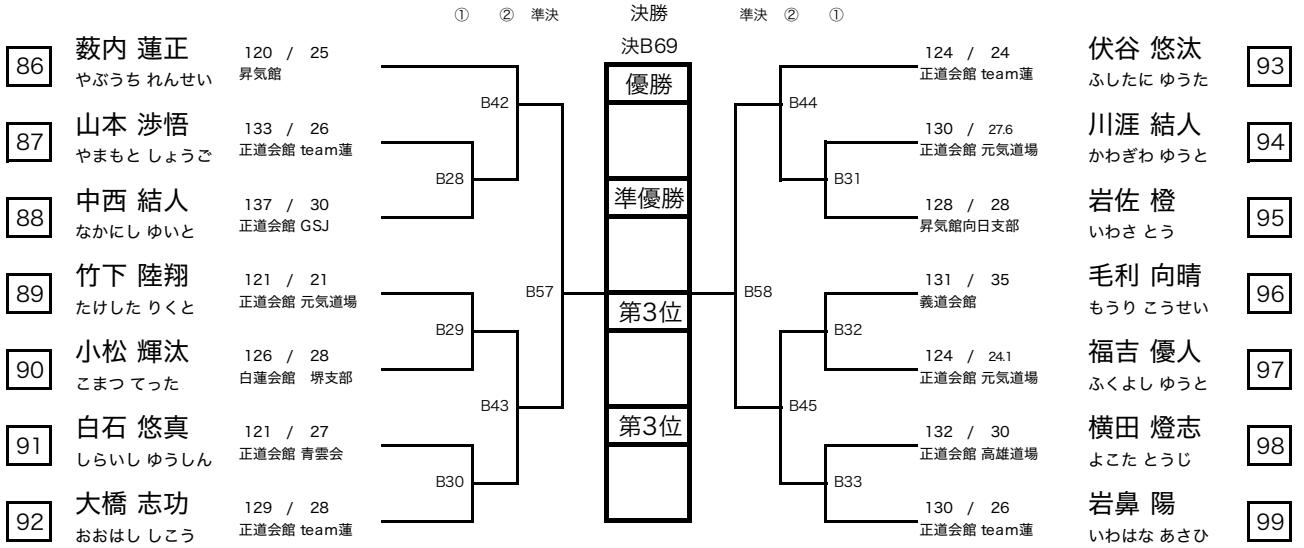 ① ② 準決 決勝 準決 ② ①
決B69
86 薮内 蓮正 120 / 25
やぶうち れんせい 昇気館
87 山本 渉悟 133 / 26
やまもと しょうご 正道会館 team蓮
88 中西 結人 137 / 30
なかにし ゆいと 正道会館 GSJ
89 竹下 陸翔 121 / 21
たけした りくと 正道会館 元気道場
90 小松 輝汰 126 / 28
こまつ てった 白蓮会館 堺支部
91 白石 悠真 121 / 27
しらいし ゆうしん 正道会館 青雲会
92 大橋 志功 129 / 28
おおはし しこう 正道会館 team蓮
B42
B28
B57
B29
B43
B30
優勝
準優勝
第3位
第3位
B44
B31
B58
B32
B45
B33
124 / 24 伏谷 悠汰 93
正道会館 team蓮 ふしたに ゆうた
130 / 27.6 川涯 結人 94
正道会館 元気道場 かわぎわ ゆうと
128 / 28 岩佐 橙 95
昇気館向日支部 いわさ とう
131 / 35 毛利 向晴 96
義道会館 もうり こうせい
124 / 24.1 福吉 優人 97
正道会館 元気道場 ふくよし ゆうと
132 / 30 横田 燈志 98
正道会館 高雄道場 よこた とうじ
130 / 26 岩鼻 陽 99
正道会館 team蓮 いわはな あさひ